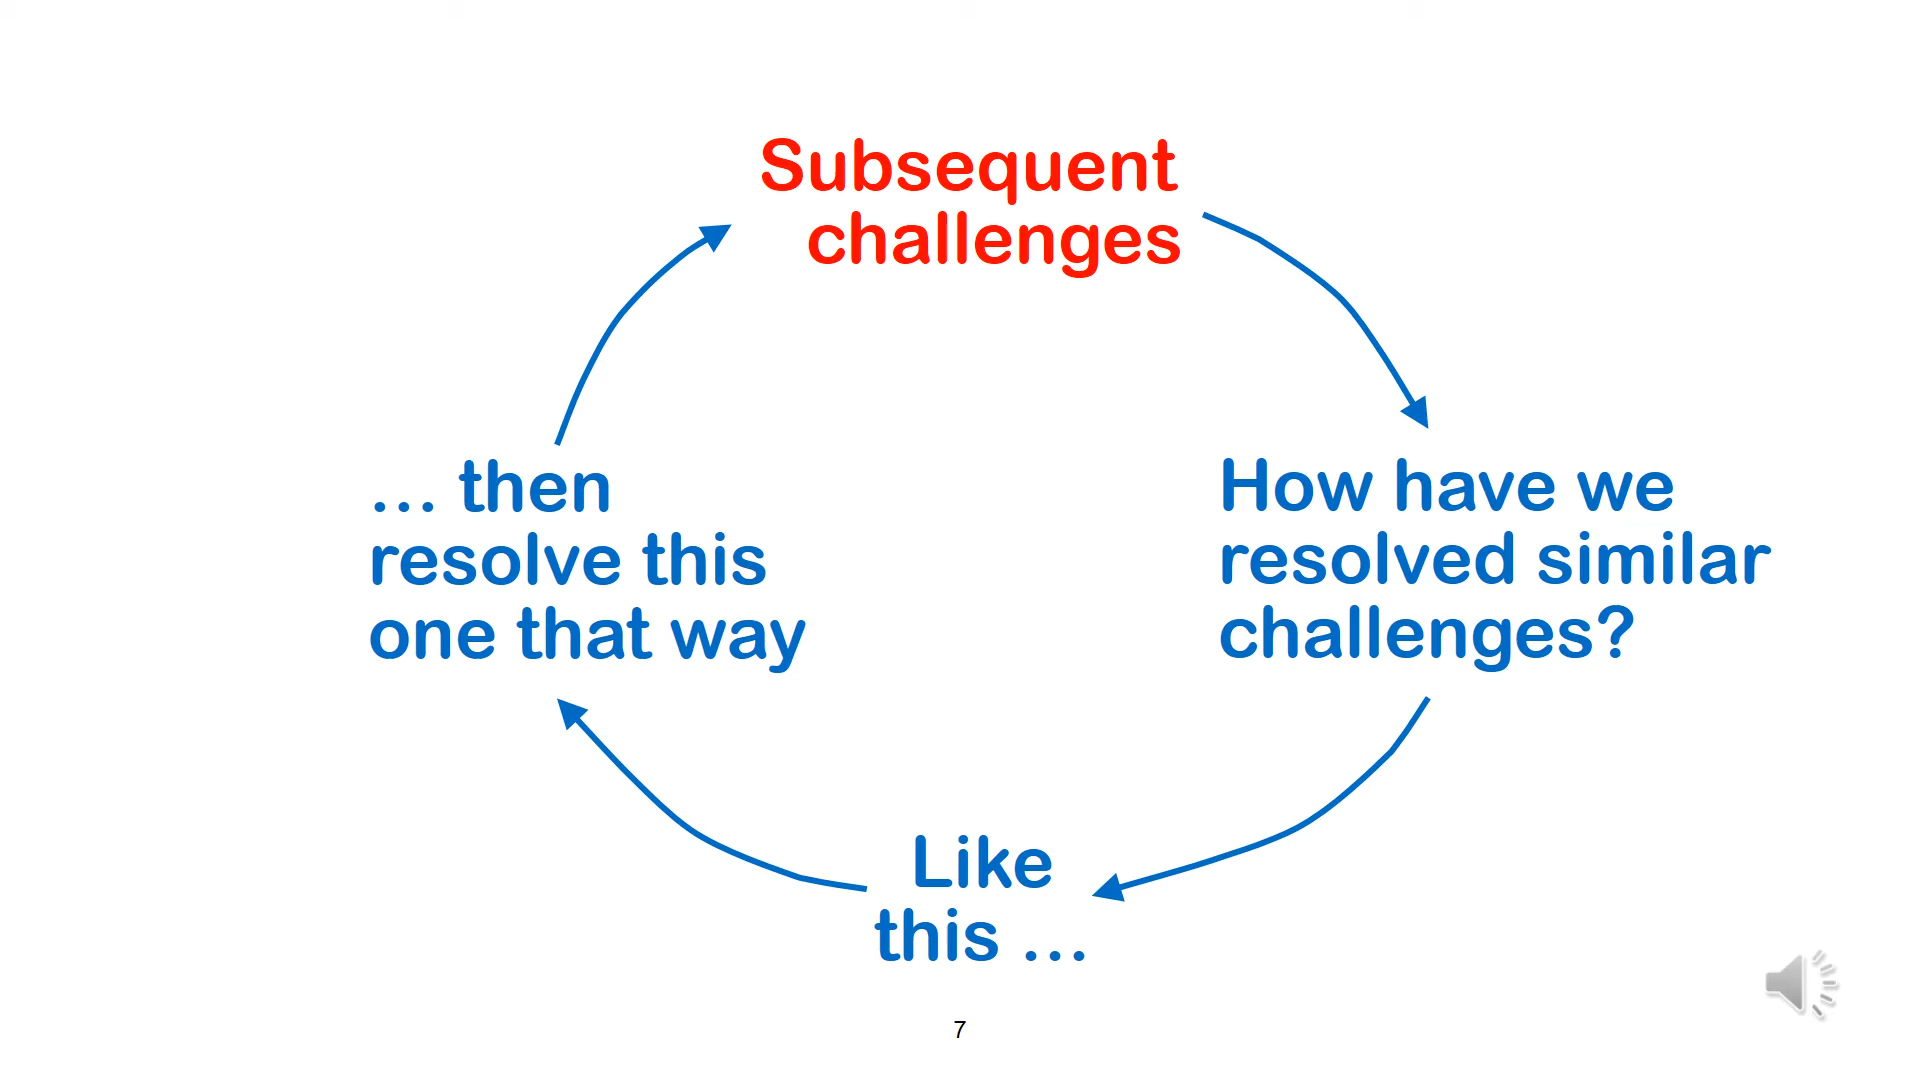 Subsequent
challenges
How have we
resolved similar
challenges?
Like
this …
… then
resolve this
one that way
7